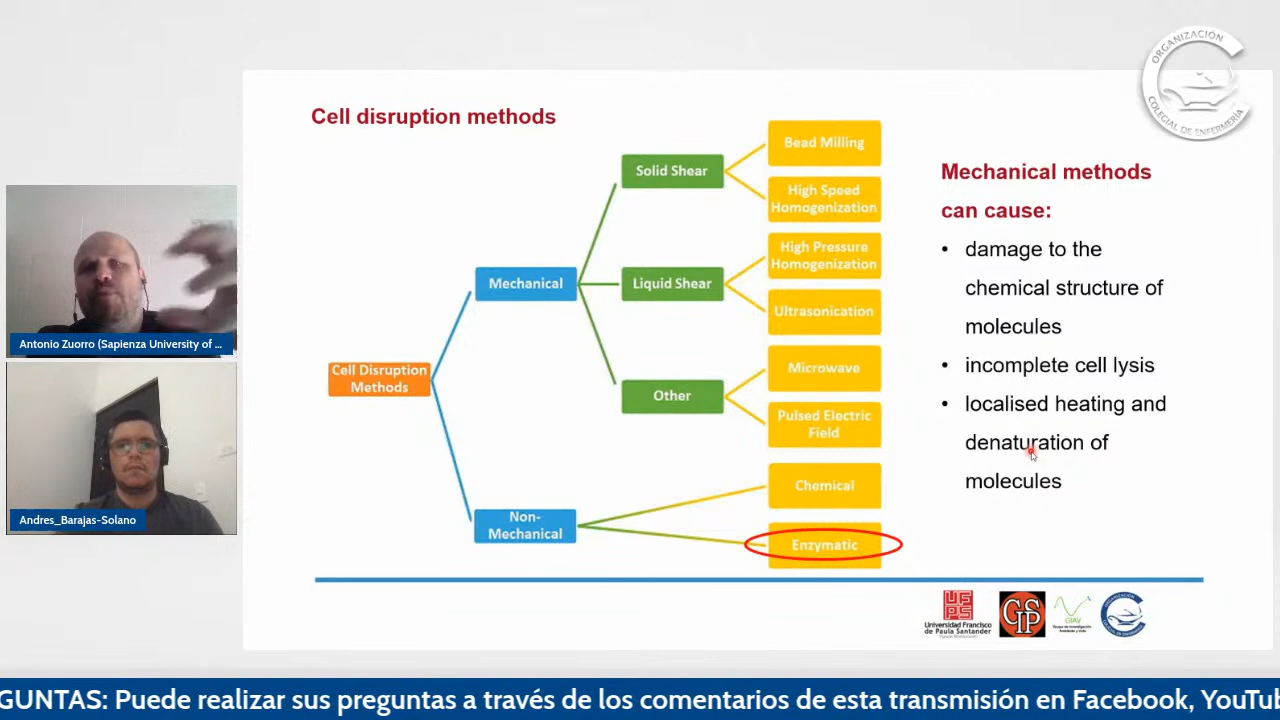 ORGANIZACIÓN
COLEGIAL DE ENFERMERÍA
Cell disruption methods
Bead Milling
Solid Shear
High Speed
Homogenization
Mechanical methods
can cause:
• damage to the
chemical structure of
molecules
• incomplete cell lysis
• localised heating and
denaturation of
molecules
High Pressure
Homogenization
Mechanical
Liquid Shear
Ultrasonication
Antonio Zuorro (Sapienza University of ...
Microwave
Cell Disruption
Methods
Other
Pulsed Electric
Field
Chemical
Non-
Mechanical
Enzymatic
Andres_Barajas-Solano
UFPS
Universidad Francisco
de Paula Santander
GIAV
GUNTAS: Puede realizar sus preguntas a través de los comentarios de esta transmisión en Facebook, YouTub